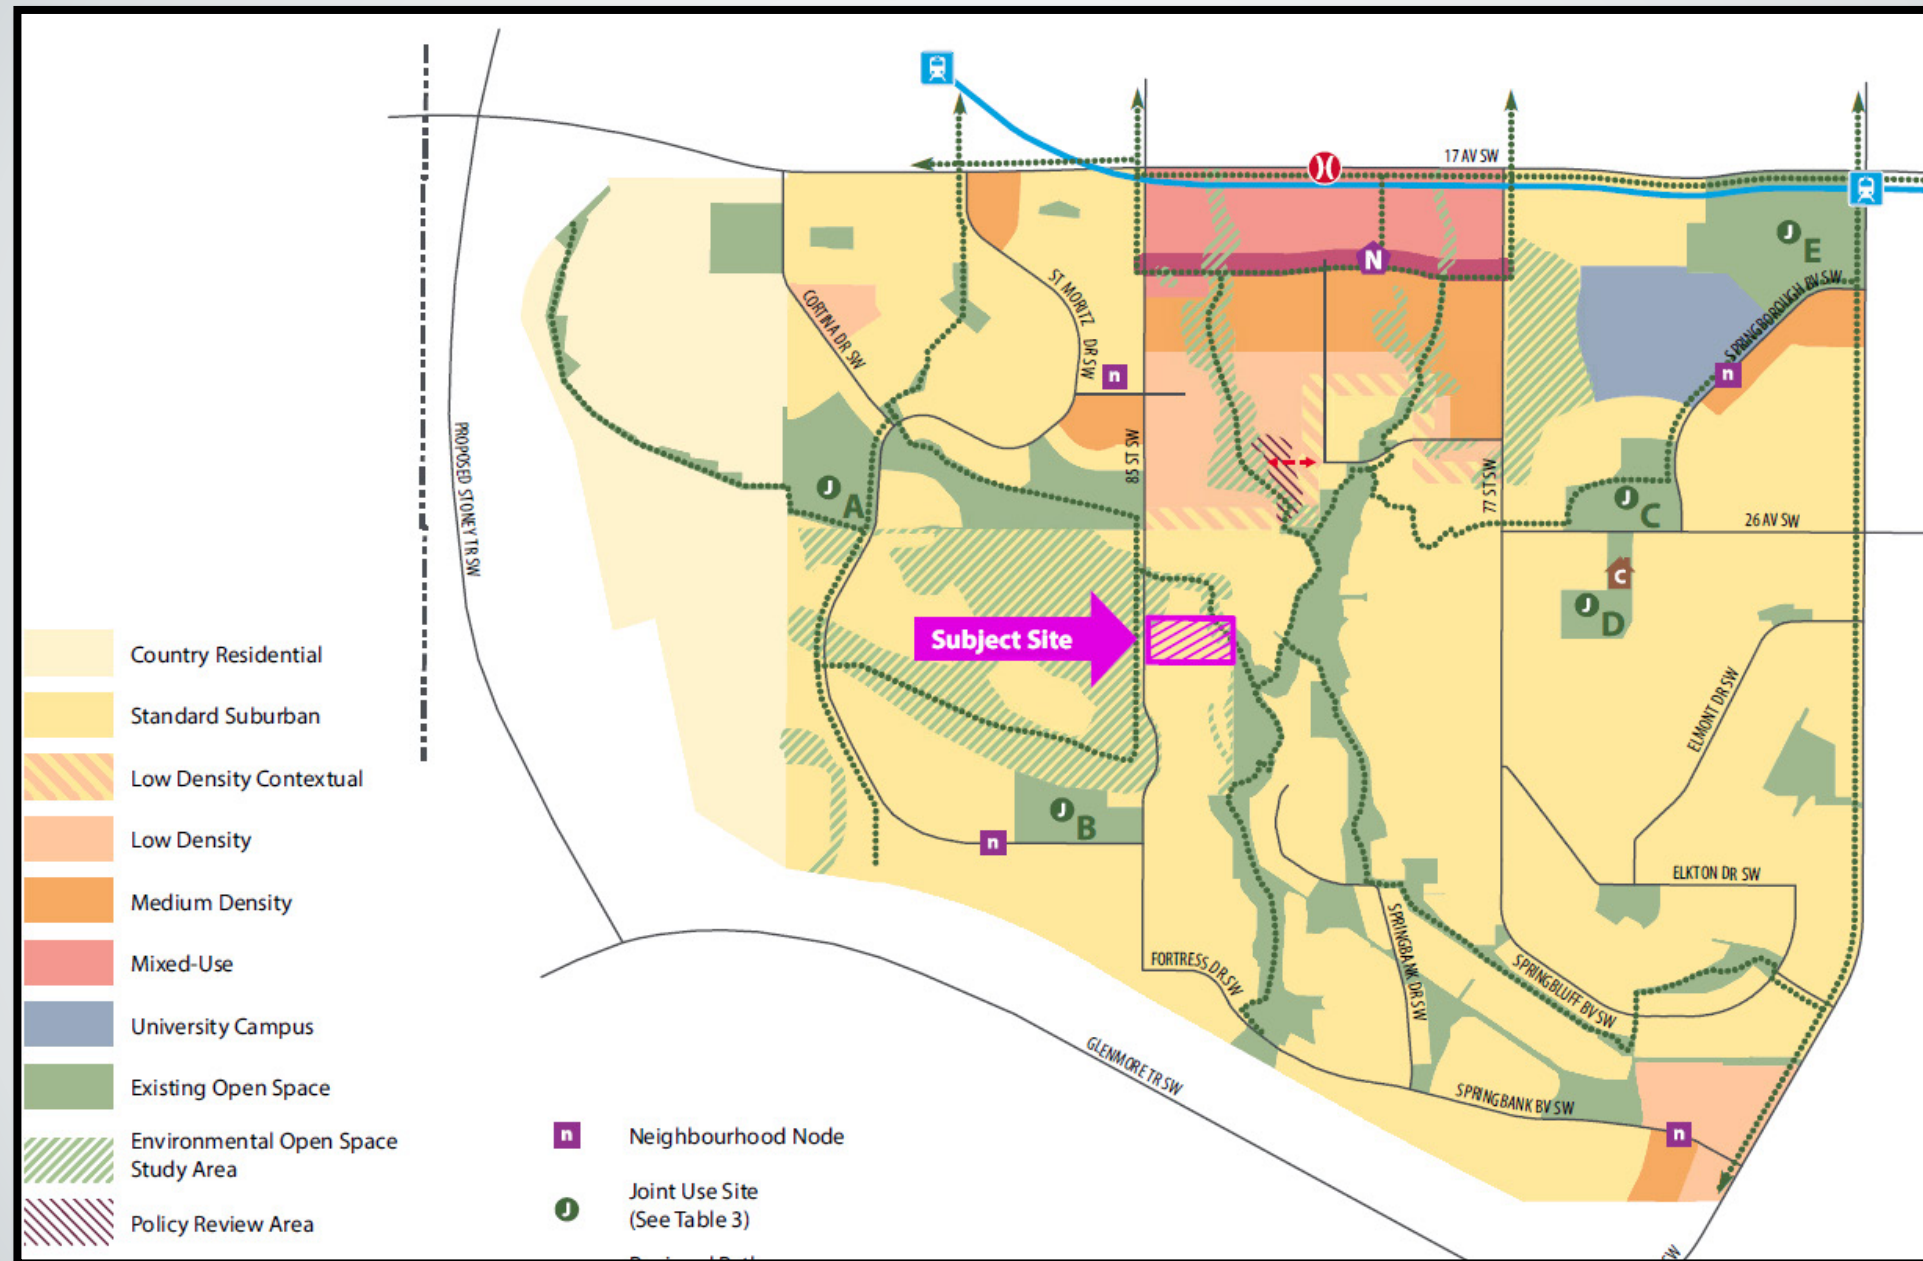 17 AV SW
N
J
E
ST MORITZ DR SW
CORTINA DR SW
SPRINGBOROUGH BV SW
n
n
85 ST SW
77 ST SW
PROPOSED STONEY TR SW
J
A
J
C
26 AV SW
C
J
D
Subject Site
Country Residential
Standard Suburban
Low Density Contextual
Low Density
Medium Density
Mixed-Use
University Campus
Existing Open Space
Environmental Open Space
Study Area
Policy Review Area
ELMONT DR SW
J
B
n
ELKTON DR SW
SPRINGBANK DR SW
FORTRESS DR SW
SPRINGBLUFF BV SW
GLENMORE TR SW
SPRINGBANK BV SW
n
n
Neighbourhood Node
J
Joint Use Site
(See Table 3)
SW